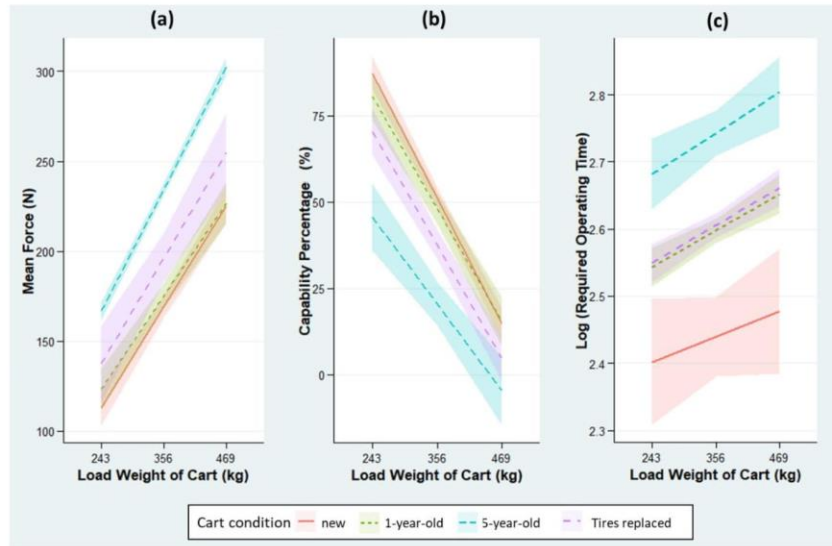 (a) (b) (c)
Mean Force (N)
300
250
200
150
100
243 356 469
Load Weight of Cart (kg)
Capability Percentage (%)
75
50
25
0
243 356 469
Load Weight of Cart (kg)
Log (Required Operating Time)
2.8
2.7
2.6
2.5
2.4
2.3
243 356 469
Load Weight of Cart (kg)
Cart condition new 1-year-old 5-year-old Tires replaced